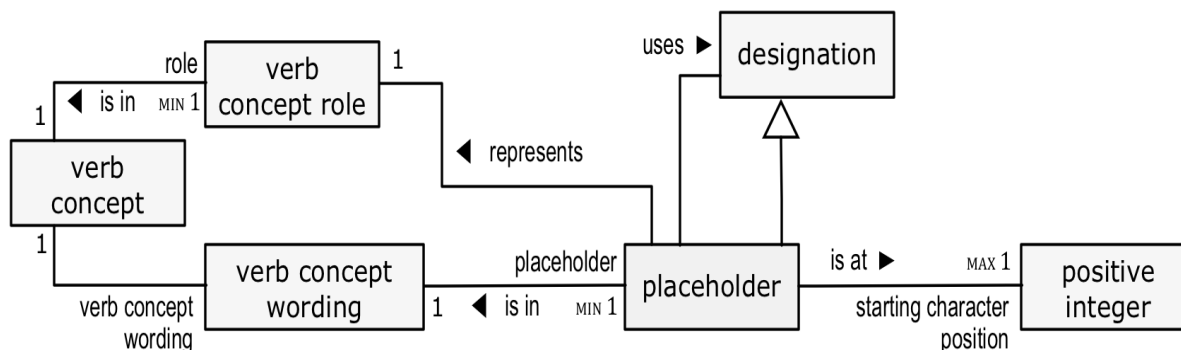 uses ▶
designation
role
verb
concept role
1
◀ is in
MIN 1
1
verb
concept
◀ represents
1
verb concept
wording
verb concept
wording
placeholder
1
◀ is in
MIN 1
placeholder
is at ▶
MAX 1
starting character
position
positive
integer